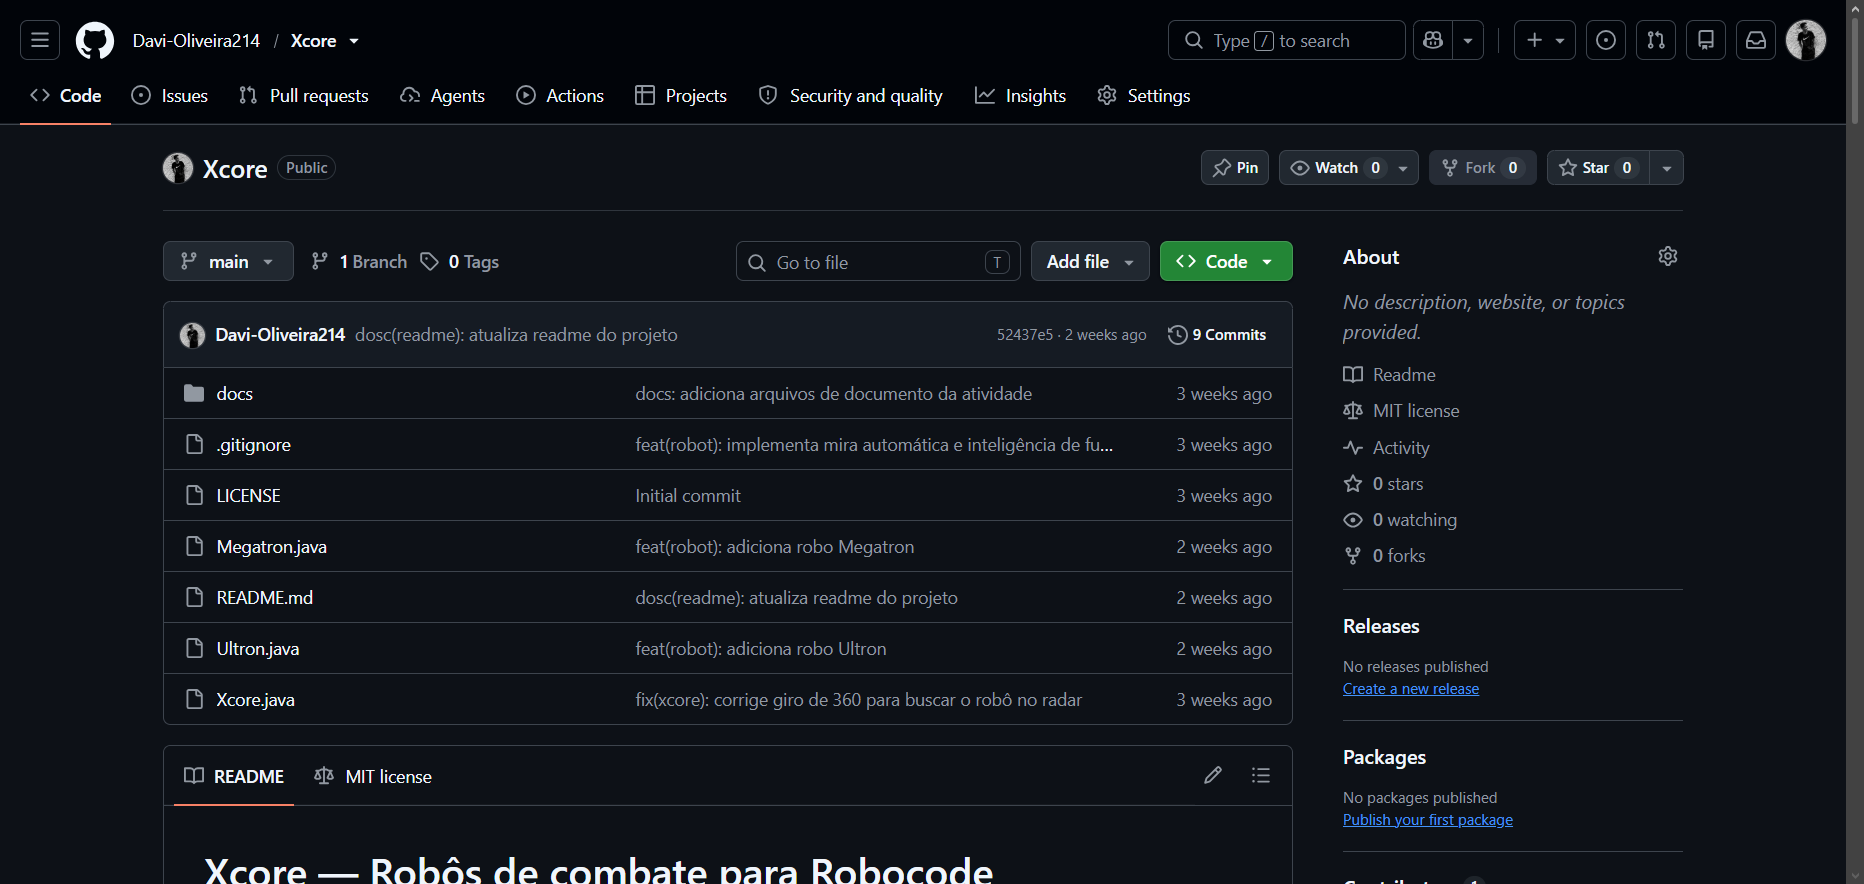 Davi-Oliveira214 / Xcore
Type / to search
Code
Issues
Pull requests
Agents
Actions
Projects
Security and quality
Insights
Settings
Xcore Public
Pin
Watch 0
Fork 0
Star 0
main
1 Branch
0 Tags
Go to file T
Add file
Code
Davi-Oliveira214 dosc(readme): atualiza readme do projeto 52437e5 · 2 weeks ago 9 Commits
docs docs: adiciona arquivos de documento da atividade 3 weeks ago
.gitignore feat(robot): implementa mira automática e inteligência de fu... 3 weeks ago
LICENSE Initial commit 3 weeks ago
Megatron.java feat(robot): adiciona robo Megatron 2 weeks ago
README.md dosc(readme): atualiza readme do projeto 2 weeks ago
Ultron.java feat(robot): adiciona robo Ultron 2 weeks ago
Xcore.java fix(xcore): corrige giro de 360 para buscar o robô no radar 3 weeks ago
README
MIT license
Xcore — Robôs de combate para Robocode
About
No description, website, or topics
provided.
Readme
MIT license
Activity
0 stars
0 watching
0 forks
Releases
No releases published
Create a new release
Packages
No packages published
Publish your first package